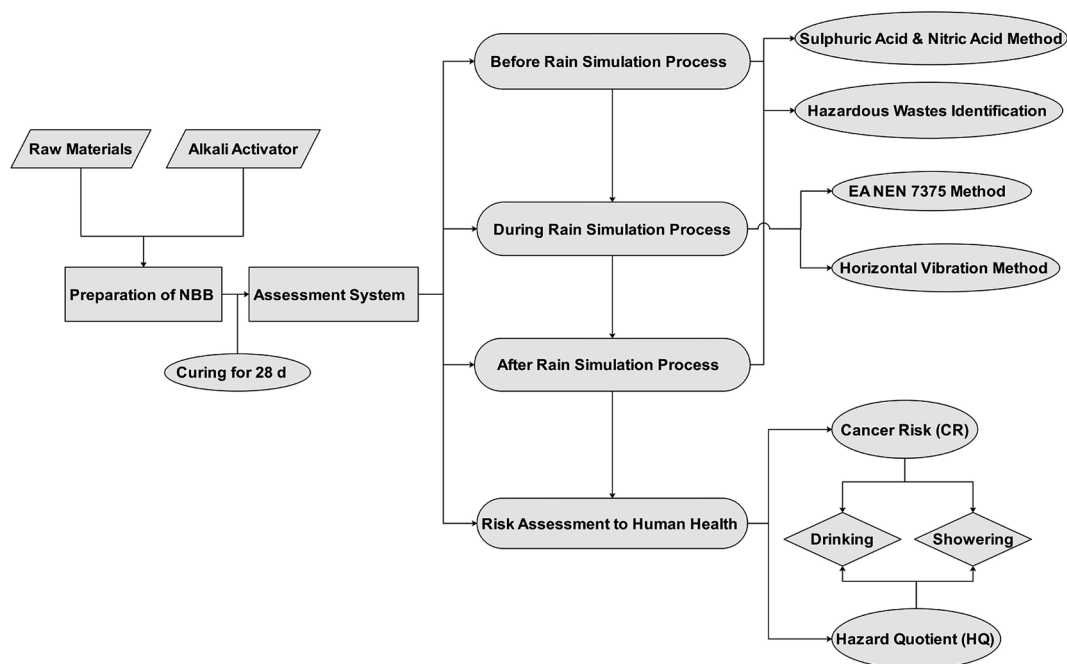 Raw Materials
Alkali Activator
Preparation of NBB
Curing for 28 d
Assessment System
Before Rain Simulation Process
During Rain Simulation Process
After Rain Simulation Process
Risk Assessment to Human Health
Sulphuric Acid & Nitric Acid Method
Hazardous Wastes Identification
EA NEN 7375 Method
Horizontal Vibration Method
Cancer Risk (CR)
Drinking
Showering
Hazard Quotient (HQ)